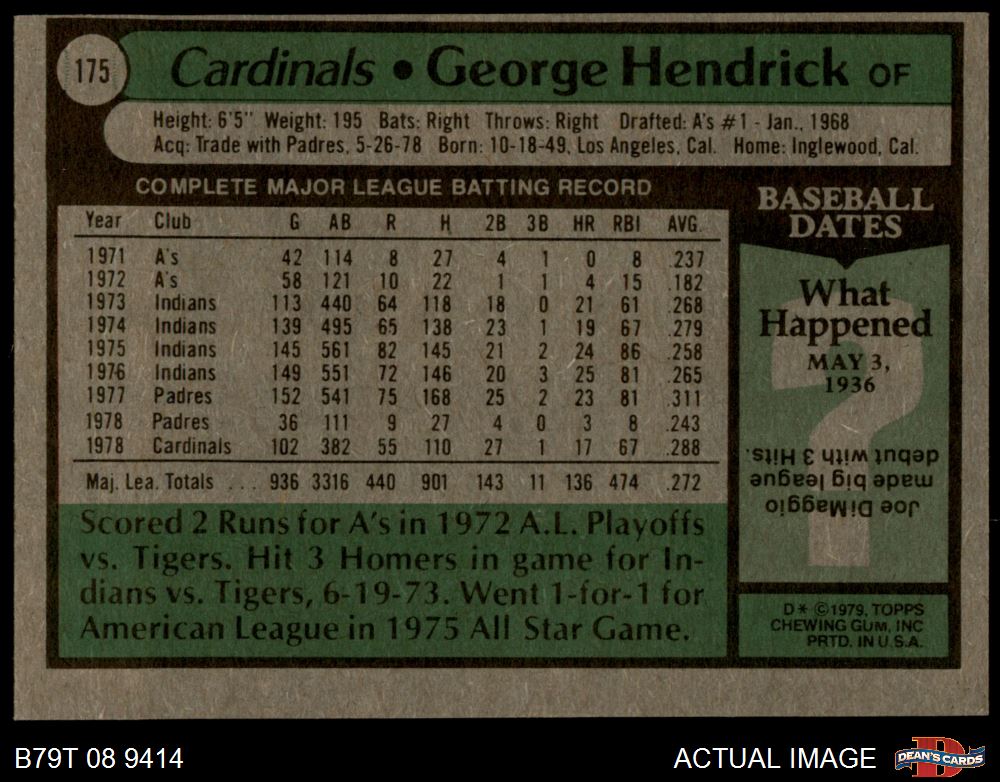 175
Cardinals • George Hendrick OF
Height: 6'5" Weight: 195 Bats: Right Throws: Right Drafted: A's #1 - Jan., 1968
Acq: Trade with Padres, 5-26-78 Born: 10-18-49, Los Angeles, Cal. Home: Inglewood, Cal.
COMPLETE MAJOR LEAGUE BATTING RECORD
Year Club G AB R H 2B 3B HR RBI AVG.
1971 A's 42 114 8 27 4 1 0 8 .237
1972 A's 58 121 10 22 1 1 4 15 .182
1973 Indians 113 440 64 118 18 0 21 61 .268
1974 Indians 139 495 65 138 23 1 19 67 .279
1975 Indians 145 561 82 145 21 2 24 86 .258
1976 Indians 149 551 72 146 20 3 25 81 .265
1977 Padres 152 541 75 168 25 2 23 81 .311
1978 Padres 36 111 9 27 4 0 3 8 .243
1978 Cardinals 102 382 55 110 27 1 17 67 .288
Maj. Lea. Totals ... 936 3316 440 901 143 11 136 474 .272
Scored 2 Runs for A's in 1972 A.L. Playoffs
vs. Tigers. Hit 3 Homers in game for In-
dians vs. Tigers, 6-19-73. Went 1-for-1 for
American League in 1975 All Star Game.
BASEBALL
DATES
What
Happened
MAY 3,
1936
?
Joe DiMaggio
made big league
debut with 3 Hits.
D* ©1979, TOPPS
CHEWING GUM, INC
PRTD. IN U.S.A.
B79T 08 9414
ACTUAL IMAGE
D
DEAN'S CARDS